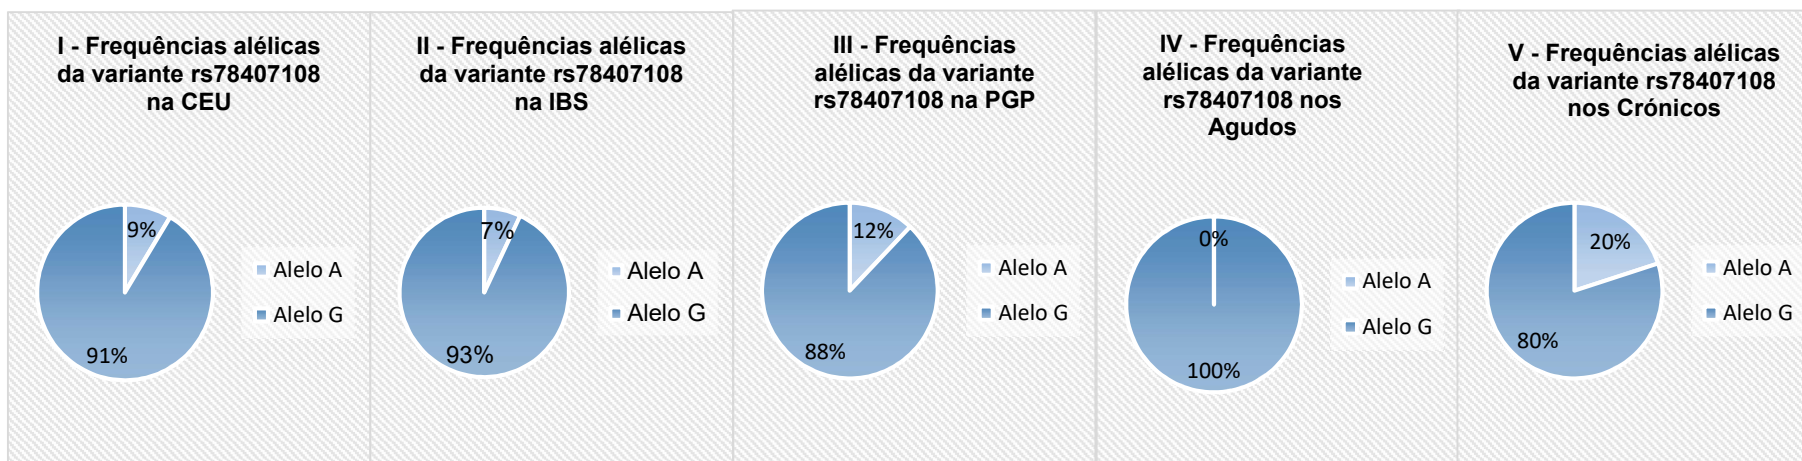 I - Frequências alélicas
da variante rs78407108
na CEU
9%
91%
Alelo A
Alelo G
II - Frequências alélicas
da variante rs78407108
na IBS
7%
93%
Alelo A
Alelo G
III - Frequências
alélicas da variante
rs78407108 na PGP
12%
88%
Alelo A
Alelo G
IV - Frequências
alélicas da variante
rs78407108 nos
Agudos
0%
100%
Alelo A
Alelo G
V - Frequências alélicas
da variante rs78407108
nos Crónicos
20%
80%
Alelo A
Alelo G